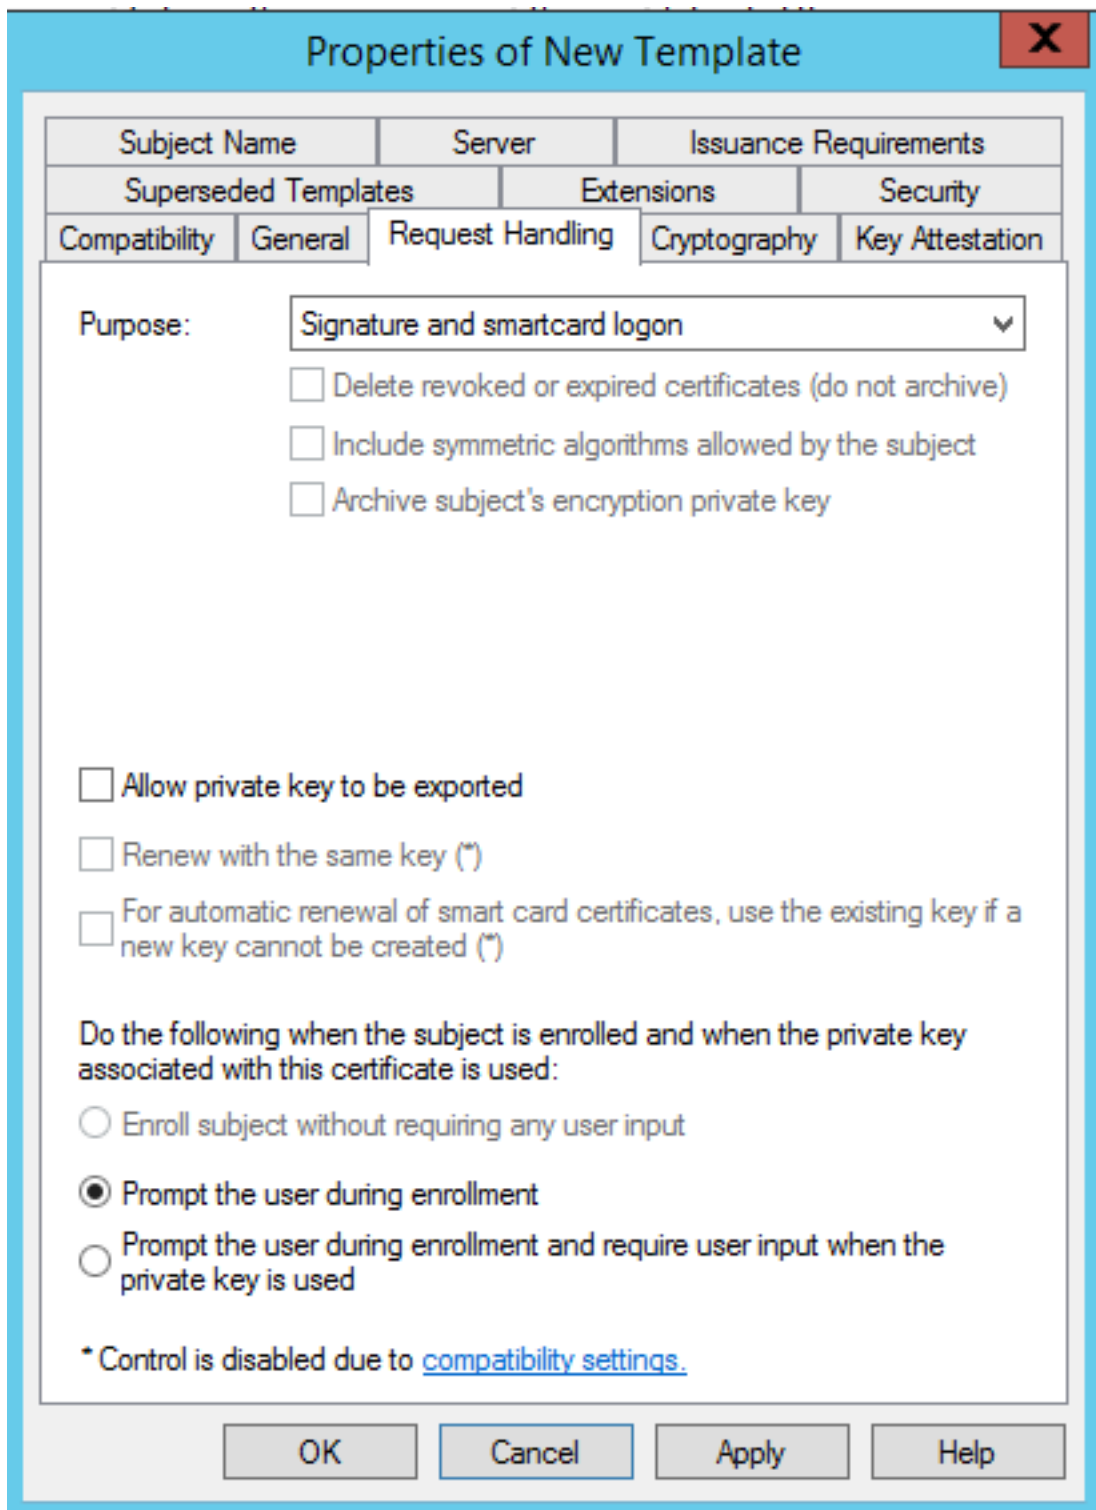 Properties of New Template
X
Subject Name
Server
Issuance Requirements
Superseded Templates
Extensions
Security
Compatibility
General
Request Handling
Cryptography
Key Attestation
Purpose:
Signature and smartcard logon
Delete revoked or expired certificates (do not archive)
Include symmetric algorithms allowed by the subject
Archive subject's encryption private key
Allow private key to be exported
Renew with the same key (*)
For automatic renewal of smart card certificates, use the existing key if a
new key cannot be created (*)
Do the following when the subject is enrolled and when the private key
associated with this certificate is used:
Enroll subject without requiring any user input
Prompt the user during enrollment
Prompt the user during enrollment and require user input when the
private key is used
* Control is disabled due to compatibility settings.
OK
Cancel
Apply
Help